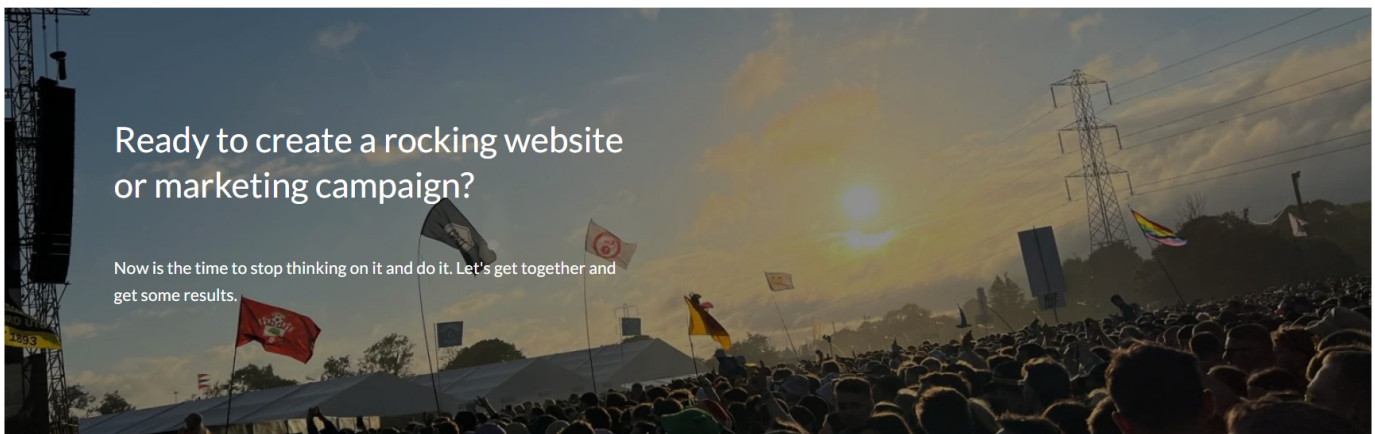 Ready to create a rocking website
or marketing campaign?
Now is the time to stop thinking on it and do it. Let's get together and
get some results.
1893